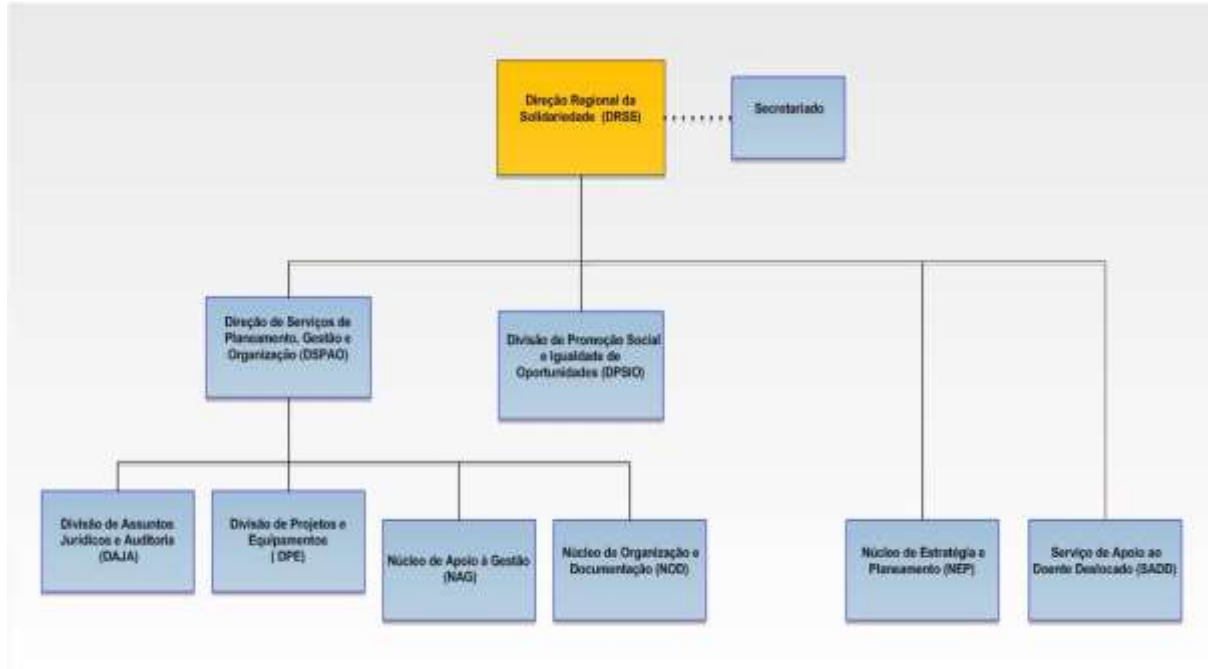 Direção Regional da
Solidariedade (DRSE)
Secretariado
Direção de Serviços de
Planeamento, Gestão e
Organização (DSPAO)
Divisão de Promoção Social
e Igualdade de
Oportunidades (DPSIO)
Divisão de Assuntos
Jurídicos e Auditoria
(DAJA)
Divisão de Projetos e
Equipamentos
( DPE)
Núcleo de Apoio à Gestão
(NAG)
Núcleo de Organização e
Documentação (NOD)
Núcleo de Estratégia e
Planeamento (NEP)
Serviço de Apoio ao
Doente Deslocado (SADD)